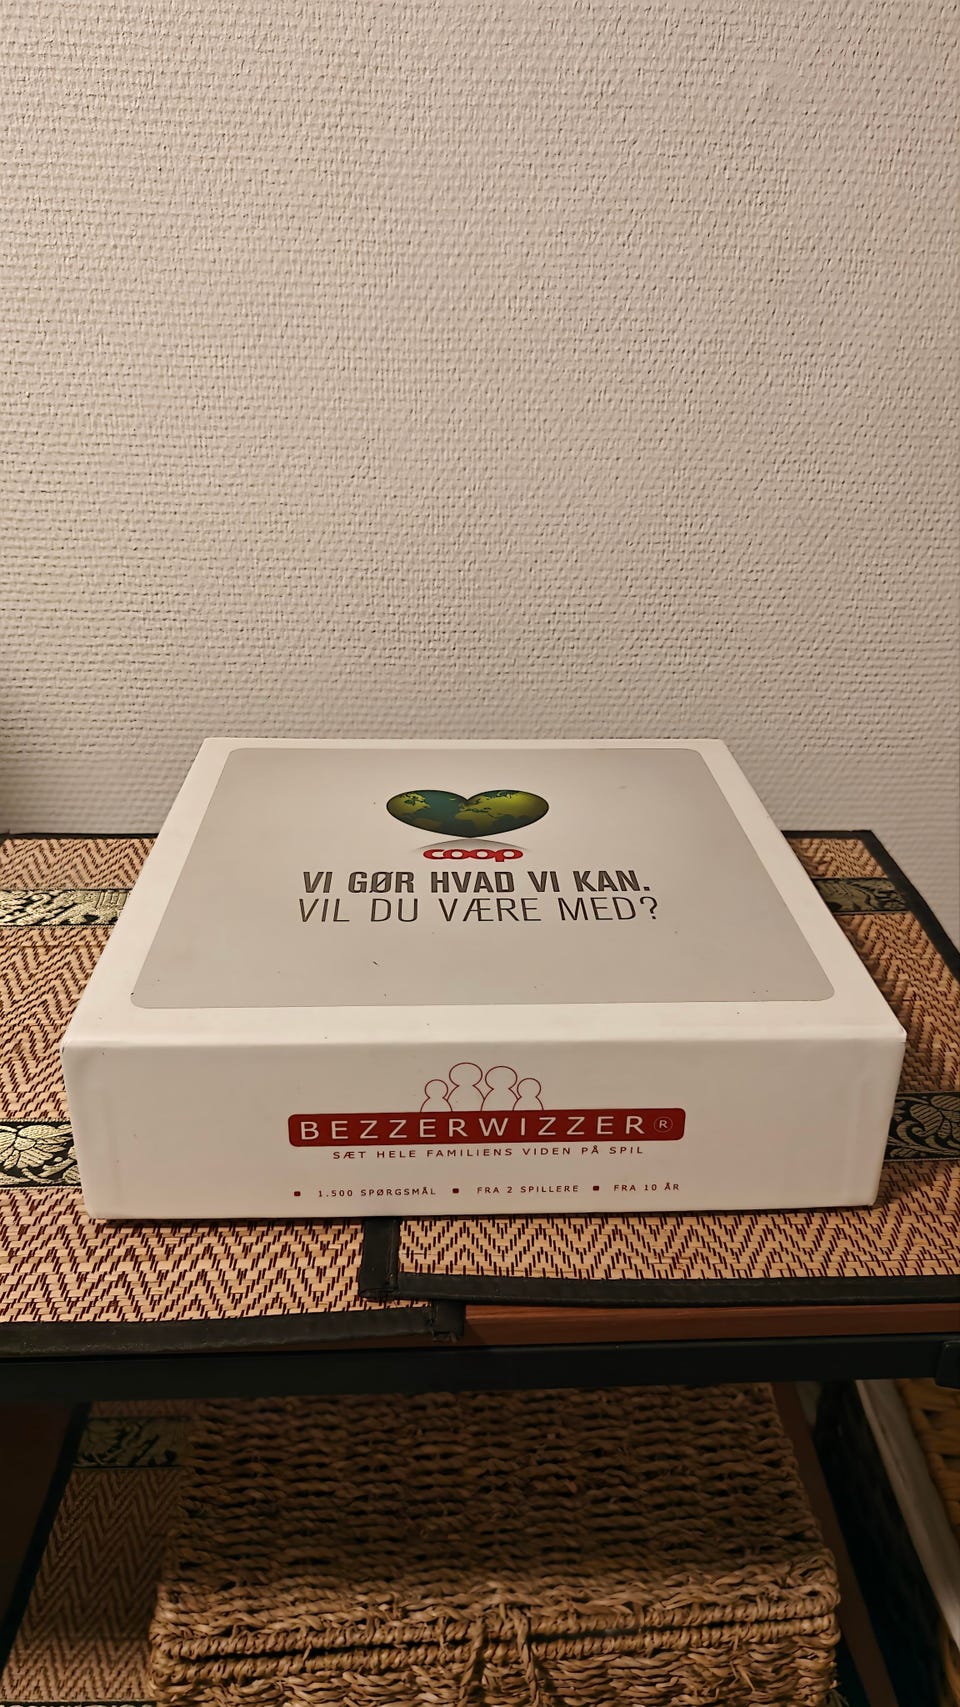 coop
VI GØR HVAD VI KAN.
VIL DU VÆRE MED?
BEZZERWIZZER®
SÆT HELE FAMILIENS VIDEN PÅ SPIL
▪ 1.500 SPØRGSMÅL ▪ FRA 2 SPILLERE ▪ FRA 10 ÅR